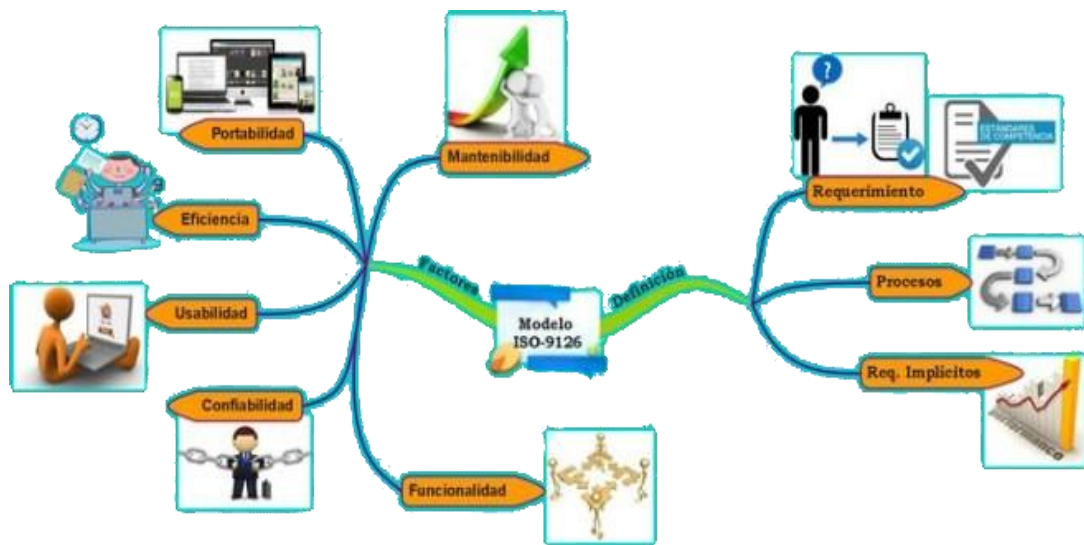 Portabilidad
Mantenibilidad
Eficiencia
Usabilidad
Confiabilidad
Funcionalidad
Factores
Modelo
ISO-9126
Definición
?
ESTÁNDARES
DE COMPETENCIA
Requerimiento
Procesos
Req. Implícitos